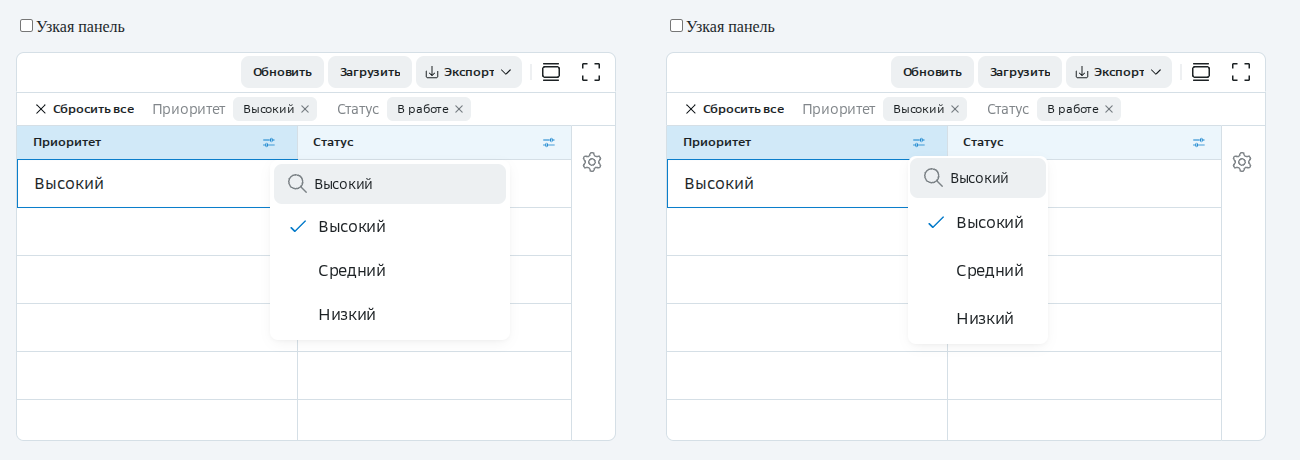 Узкая панель
Обновить Загрузить Экспорт
Сбросить все Приоритет Высокий Статус В работе
Приоритет Статус
Высокий
Высокий
Высокий
Средний
Низкий
Узкая панель
Обновить Загрузить Экспорт
Сбросить все Приоритет Высокий Статус В работе
Приоритет Статус
Высокий
Высокий
Высокий
Средний
Низкий